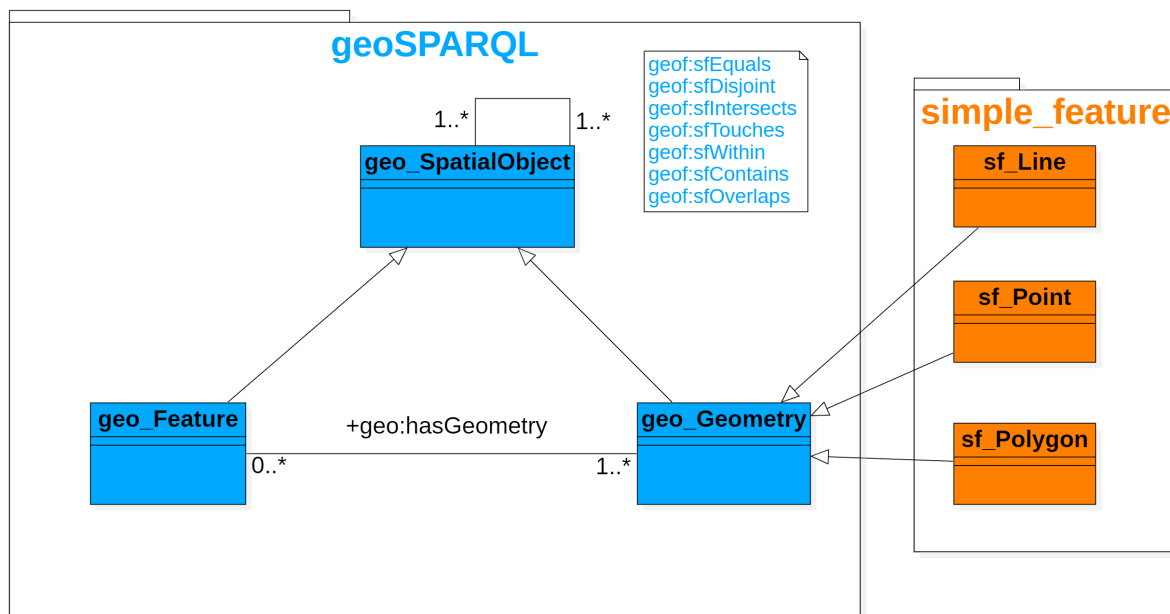 geoSPARQL
geof:sfEquals
geof:sfDisjoint
geof:sfIntersects
geof:sfTouches
geof:sfWithin
geof:sfContains
geof:sfOverlaps
1..*
1..*
geo_SpatialObject
geo_Feature
+geo:hasGeometry
0..*
1..*
geo_Geometry
simple_feature
sf_Line
sf_Point
sf_Polygon